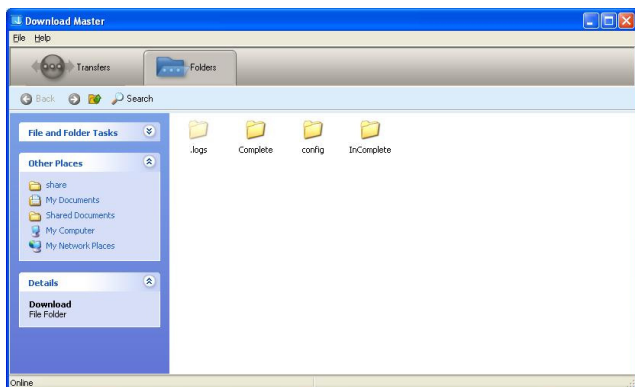 Download Master
File Help
Transfers Folders
Back Search
File and Folder Tasks
Other Places
share
My Documents
Shared Documents
My Computer
My Network Places
Details
Download
File Folder
.logs Complete config InComplete
Online